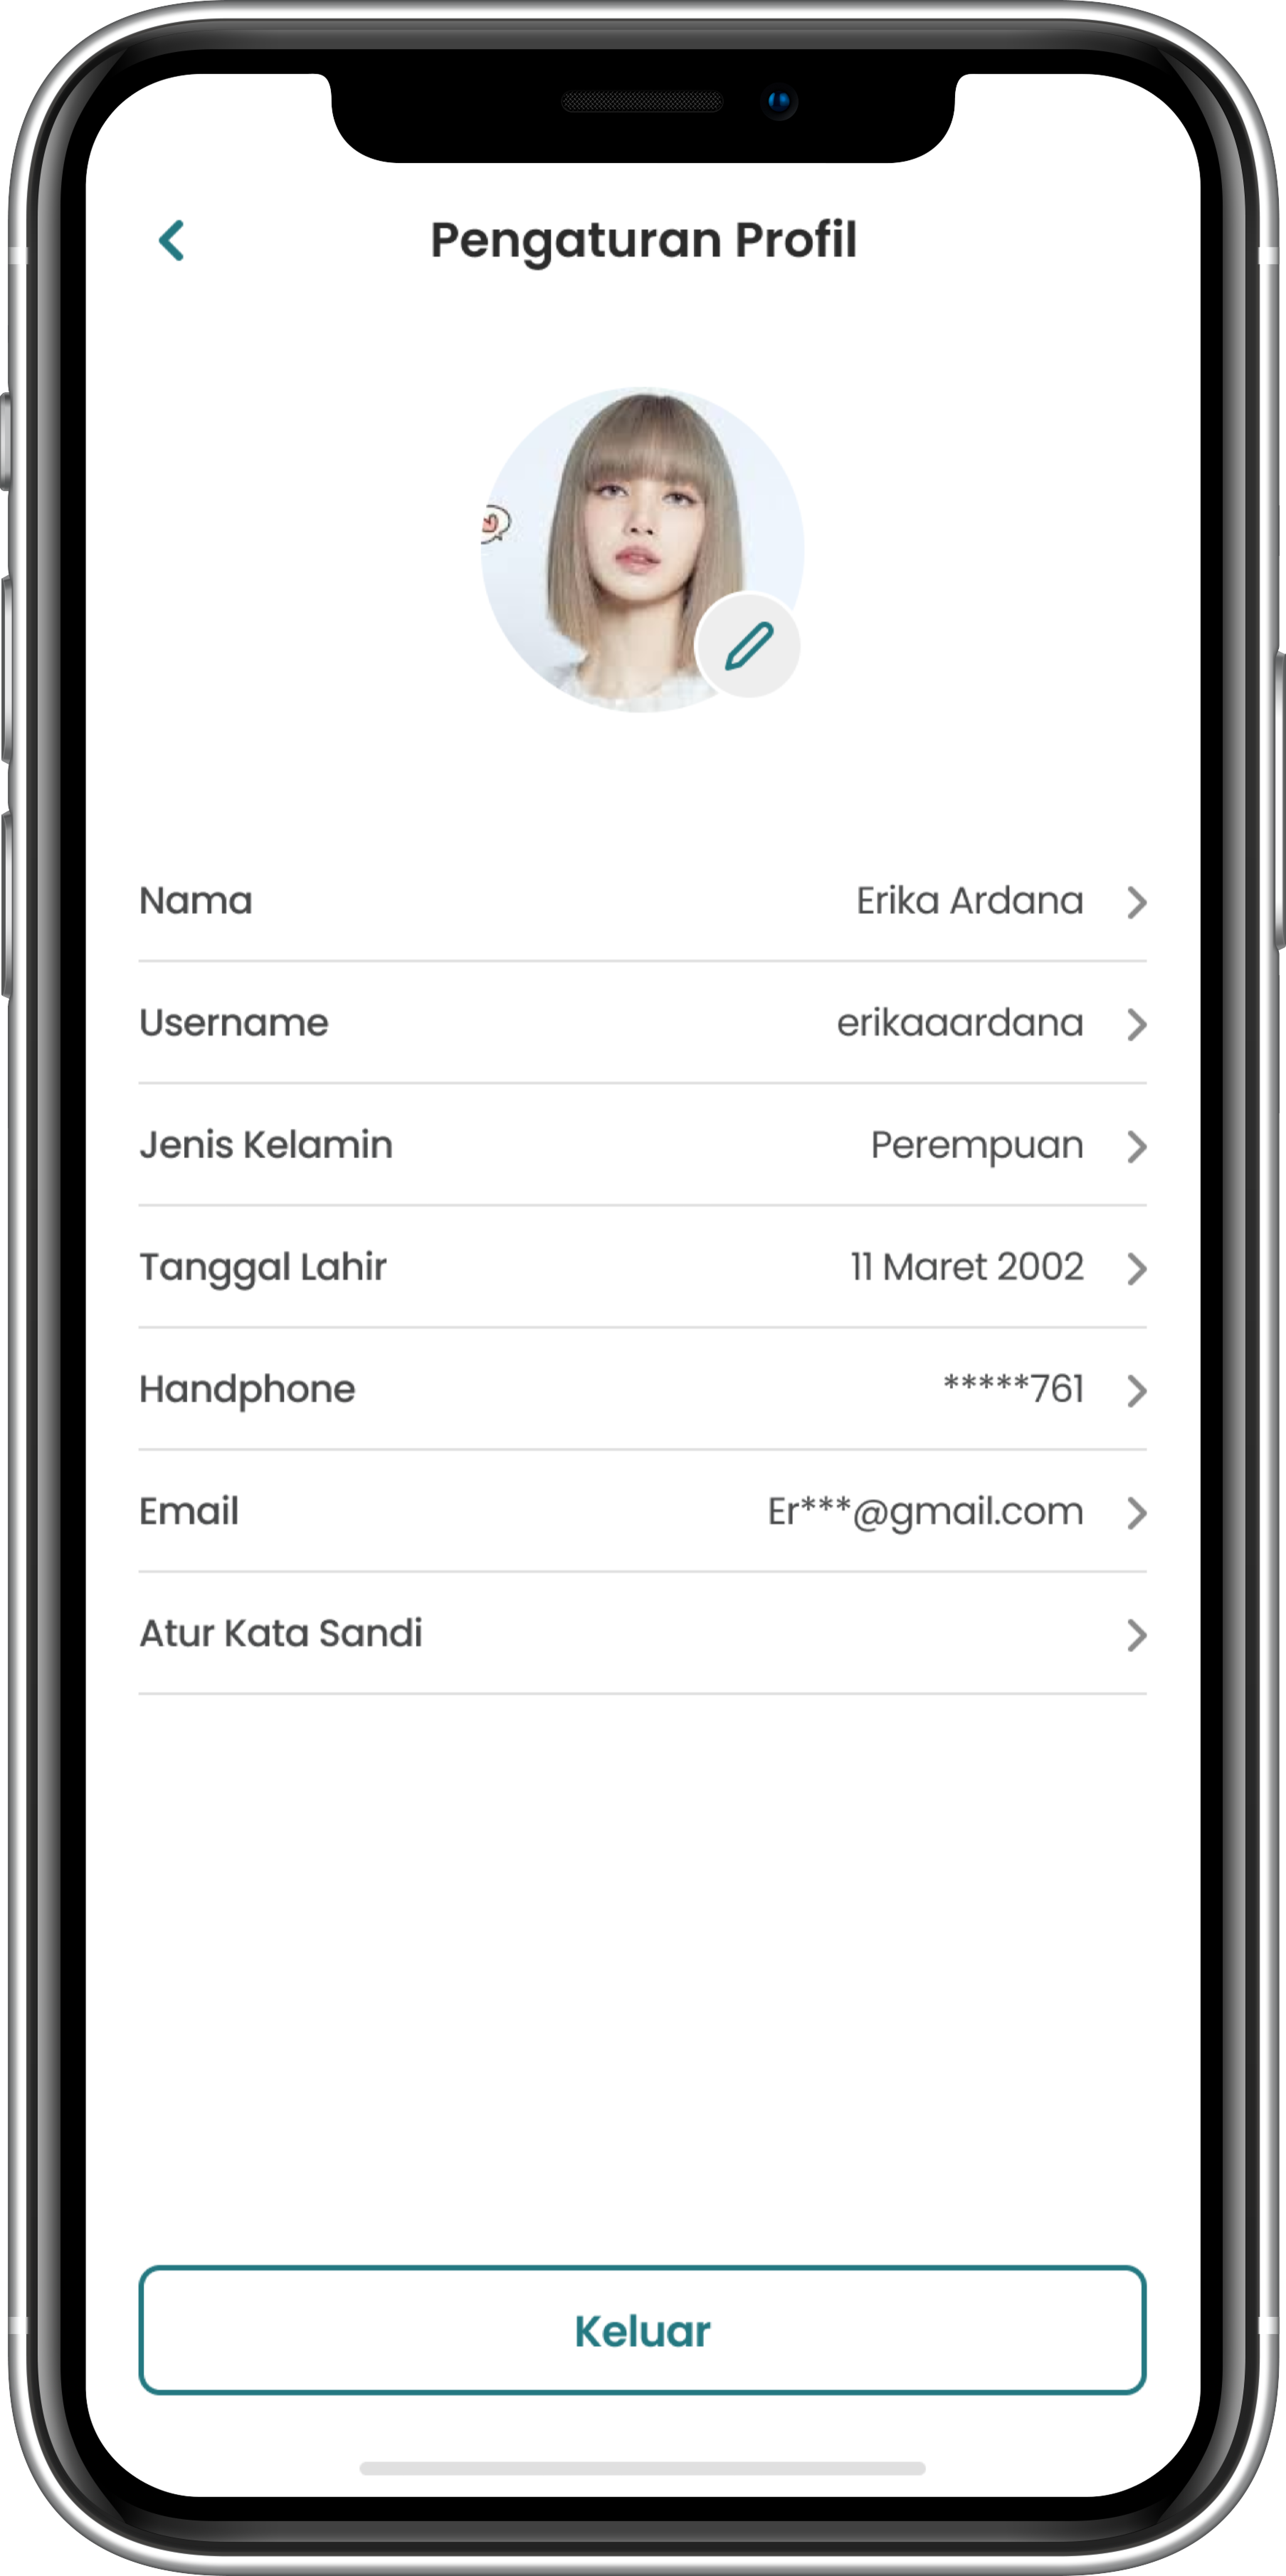 Pengaturan Profil
Nama Erika Ardana
Username erikaaardana
Jenis Kelamin Perempuan
Tanggal Lahir 11 Maret 2002
Handphone *****761
Email Er***@gmail.com
Atur Kata Sandi
Keluar